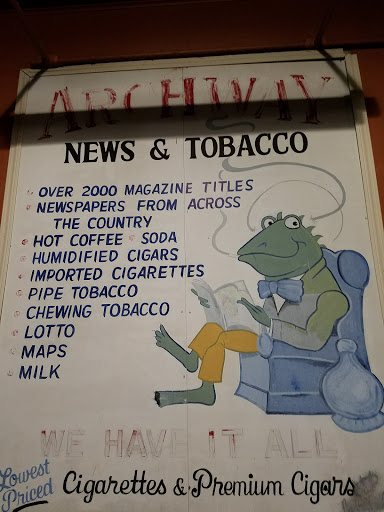 ARCHWAY
NEWS & TOBACCO
OVER 2000 MAGAZINE TITLES
NEWSPAPERS FROM ACROSS
THE COUNTRY
HOT COFFEE SODA
HUMIDIFIED CIGARS
IMPORTED CIGARETTES
PIPE TOBACCO
CHEWING TOBACCO
LOTTO
MAPS
MILK
WE HAVE IT ALL
Lowest
Priced
Cigarettes & Premium Cigars